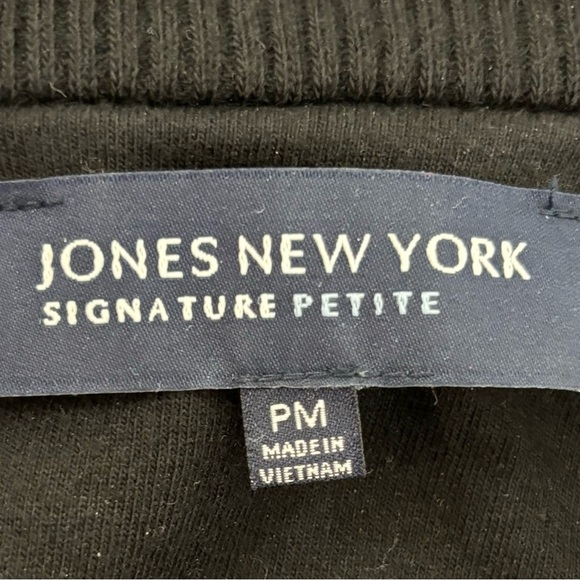 JONES NEW YORK
SIGNATURE PETITE
PM
MADE IN
VIETNAM